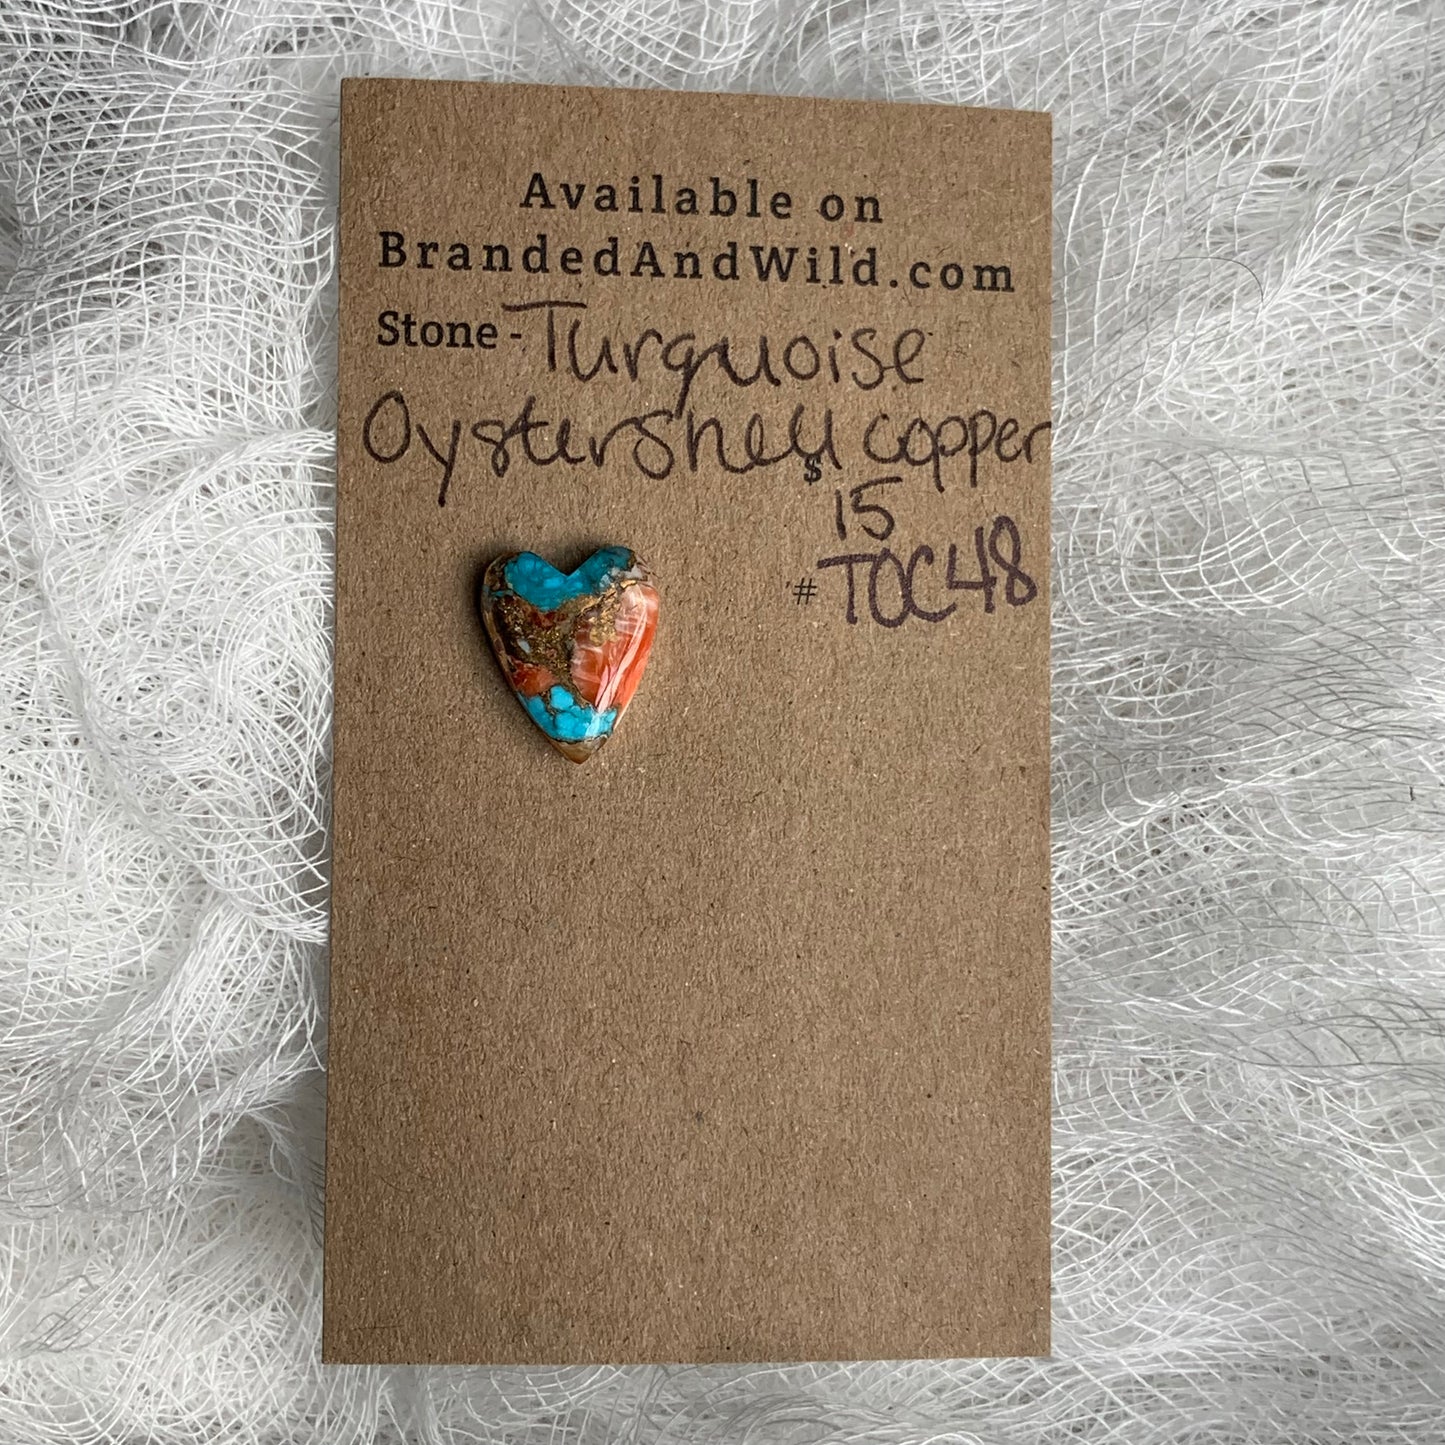 Available on
BrandedAndWild.com
Stone - Turquoise
Oystershell copper
$
15
# TOC48